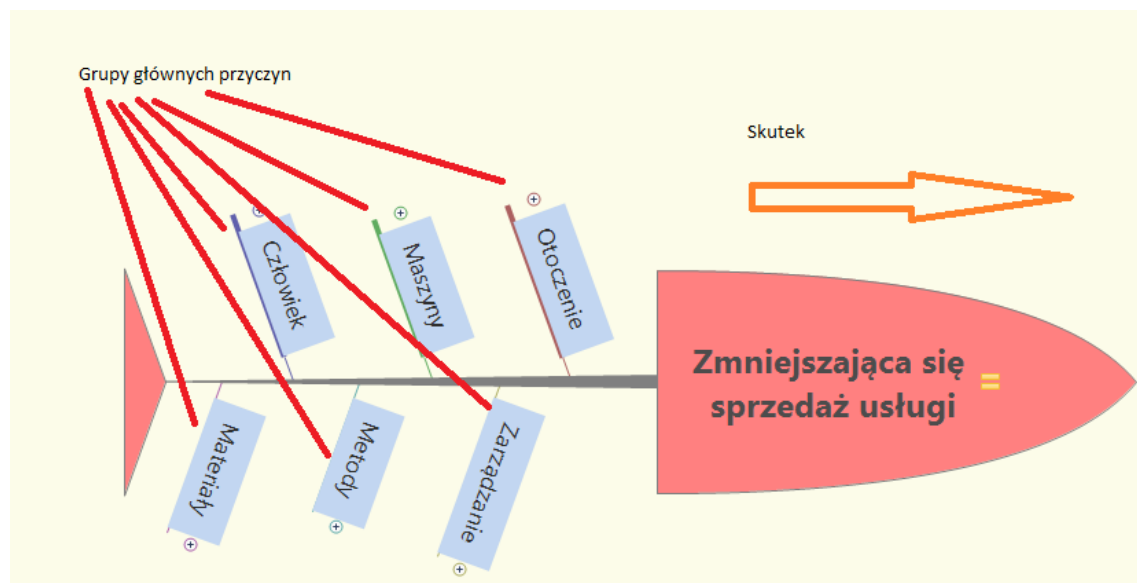 Grupy głównych przyczyn
Skutek
Człowiek
Maszyny
Otoczenie
Zmniejszająca się
sprzedaż usługi
Materiały
Metody
Zarządzanie